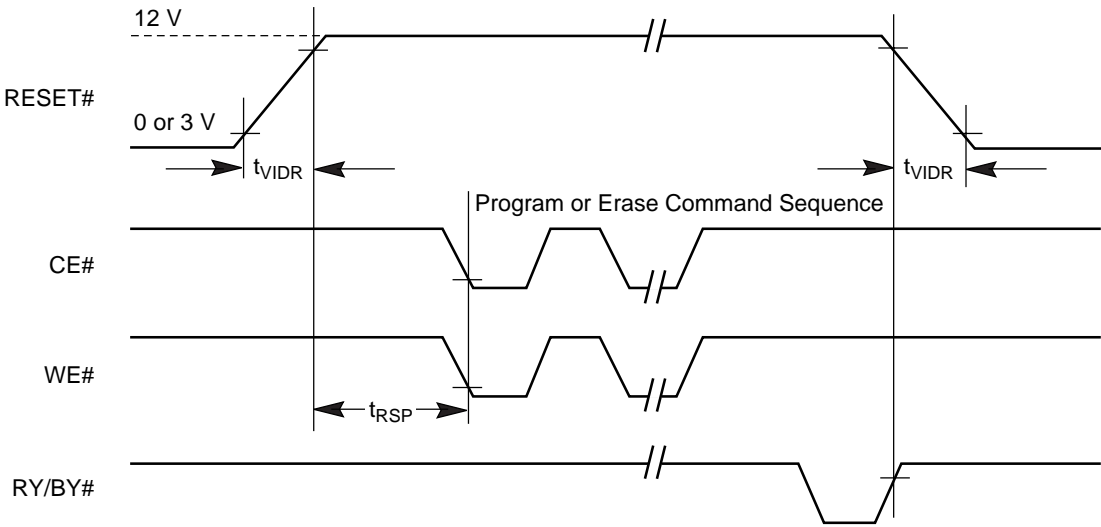 12 V
RESET#
0 or 3 V
tVIDR
tVIDR
Program or Erase Command Sequence
CE#
WE#
tRSP
RY/BY#